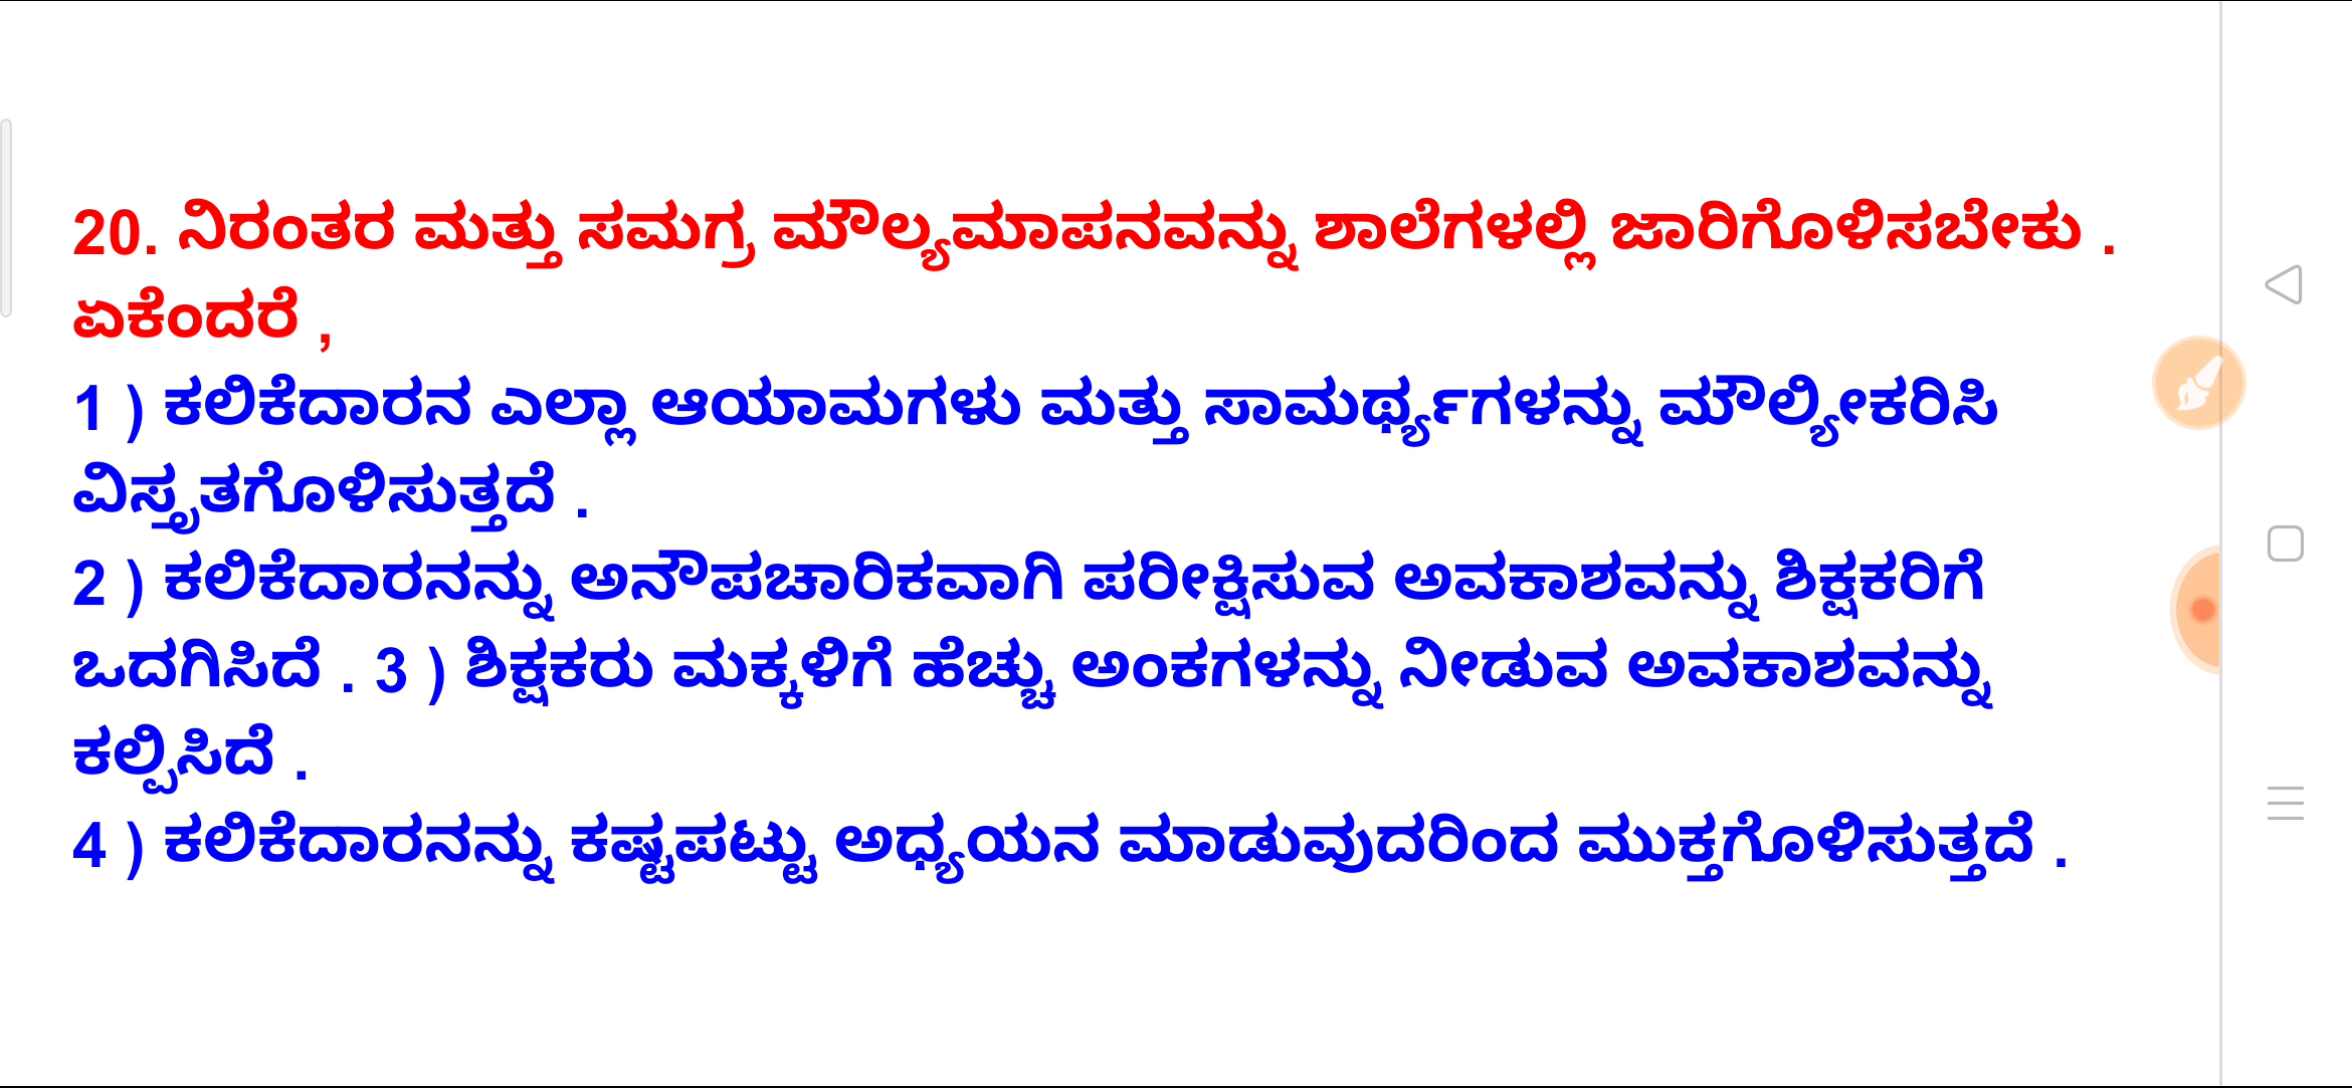 20. ನಿರಂತರ ಮತ್ತು ಸಮಗ್ರ ಮೌಲ್ಯಮಾಪನವನ್ನು ಶಾಲೆಗಳಲ್ಲಿ ಜಾರಿಗೊಳಿಸಬೇಕು .
ಏಕೆಂದರೆ ,
1 ) ಕಲಿಕೆದಾರನ ಎಲ್ಲಾ ಆಯಾಮಗಳು ಮತ್ತು ಸಾಮರ್ಥ್ಯಗಳನ್ನು ಮೌಲ್ಯೀಕರಿಸಿ
ವಿಸ್ತೃತಗೊಳಿಸುತ್ತದೆ .
2 ) ಕಲಿಕೆದಾರನನ್ನು ಅನೌಪಚಾರಿಕವಾಗಿ ಪರೀಕ್ಷಿಸುವ ಅವಕಾಶವನ್ನು ಶಿಕ್ಷಕರಿಗೆ
ಒದಗಿಸಿದೆ . 3 ) ಶಿಕ್ಷಕರು ಮಕ್ಕಳಿಗೆ ಹೆಚ್ಚು ಅಂಕಗಳನ್ನು ನೀಡುವ ಅವಕಾಶವನ್ನು
ಕಲ್ಪಿಸಿದೆ .
4 ) ಕಲಿಕೆದಾರನನ್ನು ಕಷ್ಟಪಟ್ಟು ಅಧ್ಯಯನ ಮಾಡುವುದರಿಂದ ಮುಕ್ತಗೊಳಿಸುತ್ತದೆ .